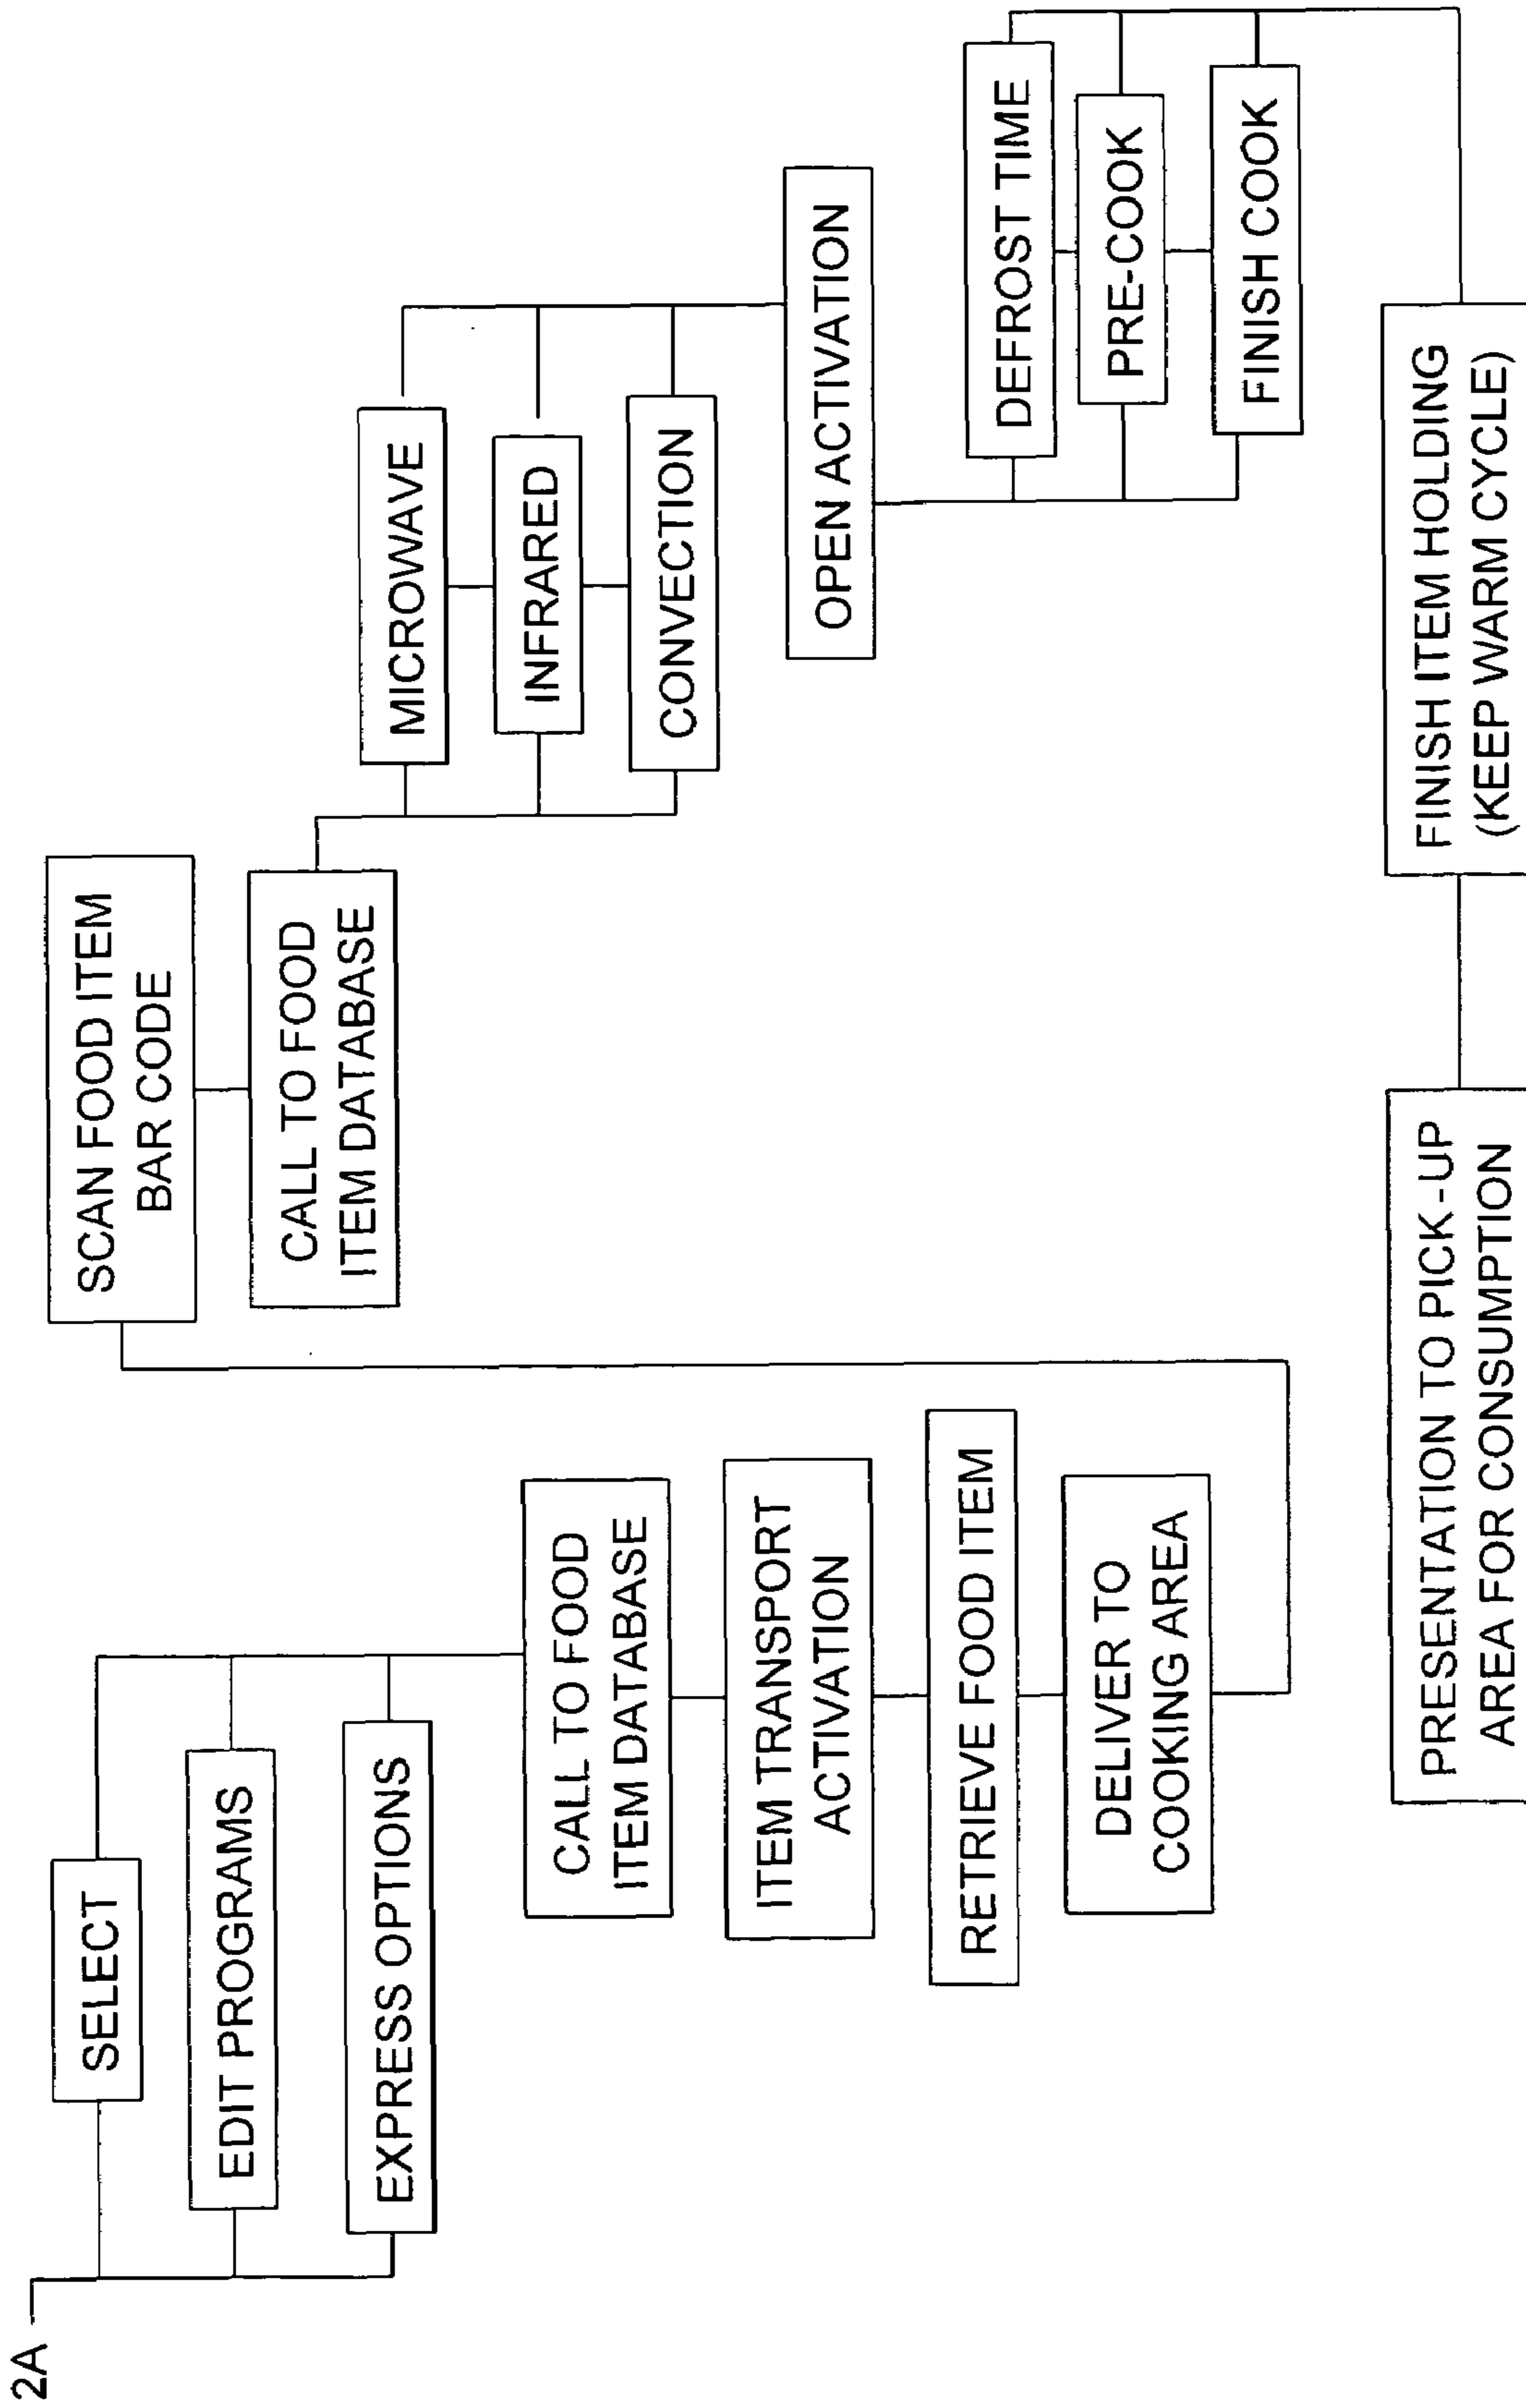 2A
SELECT
EDIT PROGRAMS
EXPRESS OPTIONS
CALL TO FOOD
ITEM DATABASE
ITEM TRANSPORT
ACTIVATION
RETRIEVE FOOD ITEM
DELIVER TO
COOKING AREA
SCAN FOOD ITEM
BAR CODE
CALL TO FOOD
ITEM DATABASE
MICROWAVE
INFRARED
CONVECTION
OPEN ACTIVATION
DEFROST TIME
PRE-COOK
FINISH COOK
FINISH ITEM HOLDING
(KEEP WARM CYCLE)
PRESENTATION TO PICK-UP
AREA FOR CONSUMPTION